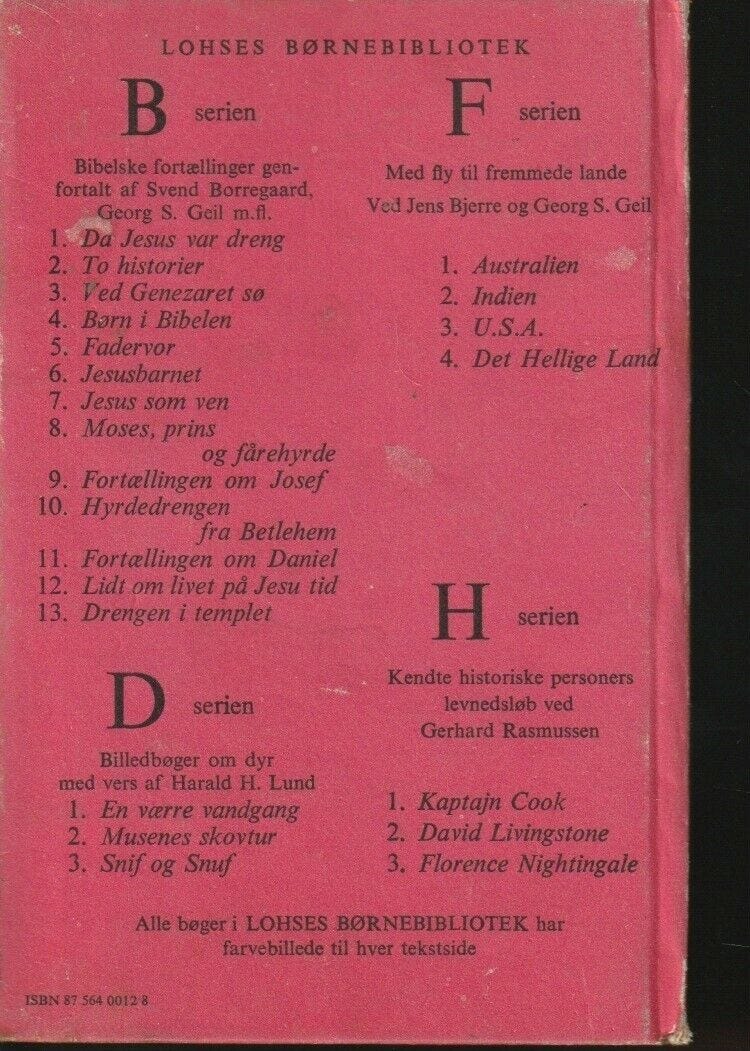 LOHSES BØRNEBIBLIOTEK
B serien
Bibelske fortællinger gen-
fortalt af Svend Borregaard,
Georg S. Geil m.fl.
1. Da Jesus var dreng
2. To historier
3. Ved Genezaret sø
4. Børn i Bibelen
5. Fadervor
6. Jesusbarnet
7. Jesus som ven
8. Moses, prins
og fårehyrde
9. Fortællingen om Josef
10. Hyrdedrengen
fra Betlehem
11. Fortællingen om Daniel
12. Lidt om livet på Jesu tid
13. Drengen i templet
D serien
Billedbøger om dyr
med vers af Harald H. Lund
1. En værre vandgang
2. Musenes skovtur
3. Snif og Snuf
F serien
Med fly til fremmede lande
Ved Jens Bjerre og Georg S. Geil
1. Australien
2. Indien
3. U.S.A.
4. Det Hellige Land
H serien
Kendte historiske personers
levnedsløb ved
Gerhard Rasmussen
1. Kaptajn Cook
2. David Livingstone
3. Florence Nightingale
Alle bøger i LOHSES BØRNEBIBLIOTEK har
farvebillede til hver tekstside
ISBN 87 564 0012 8